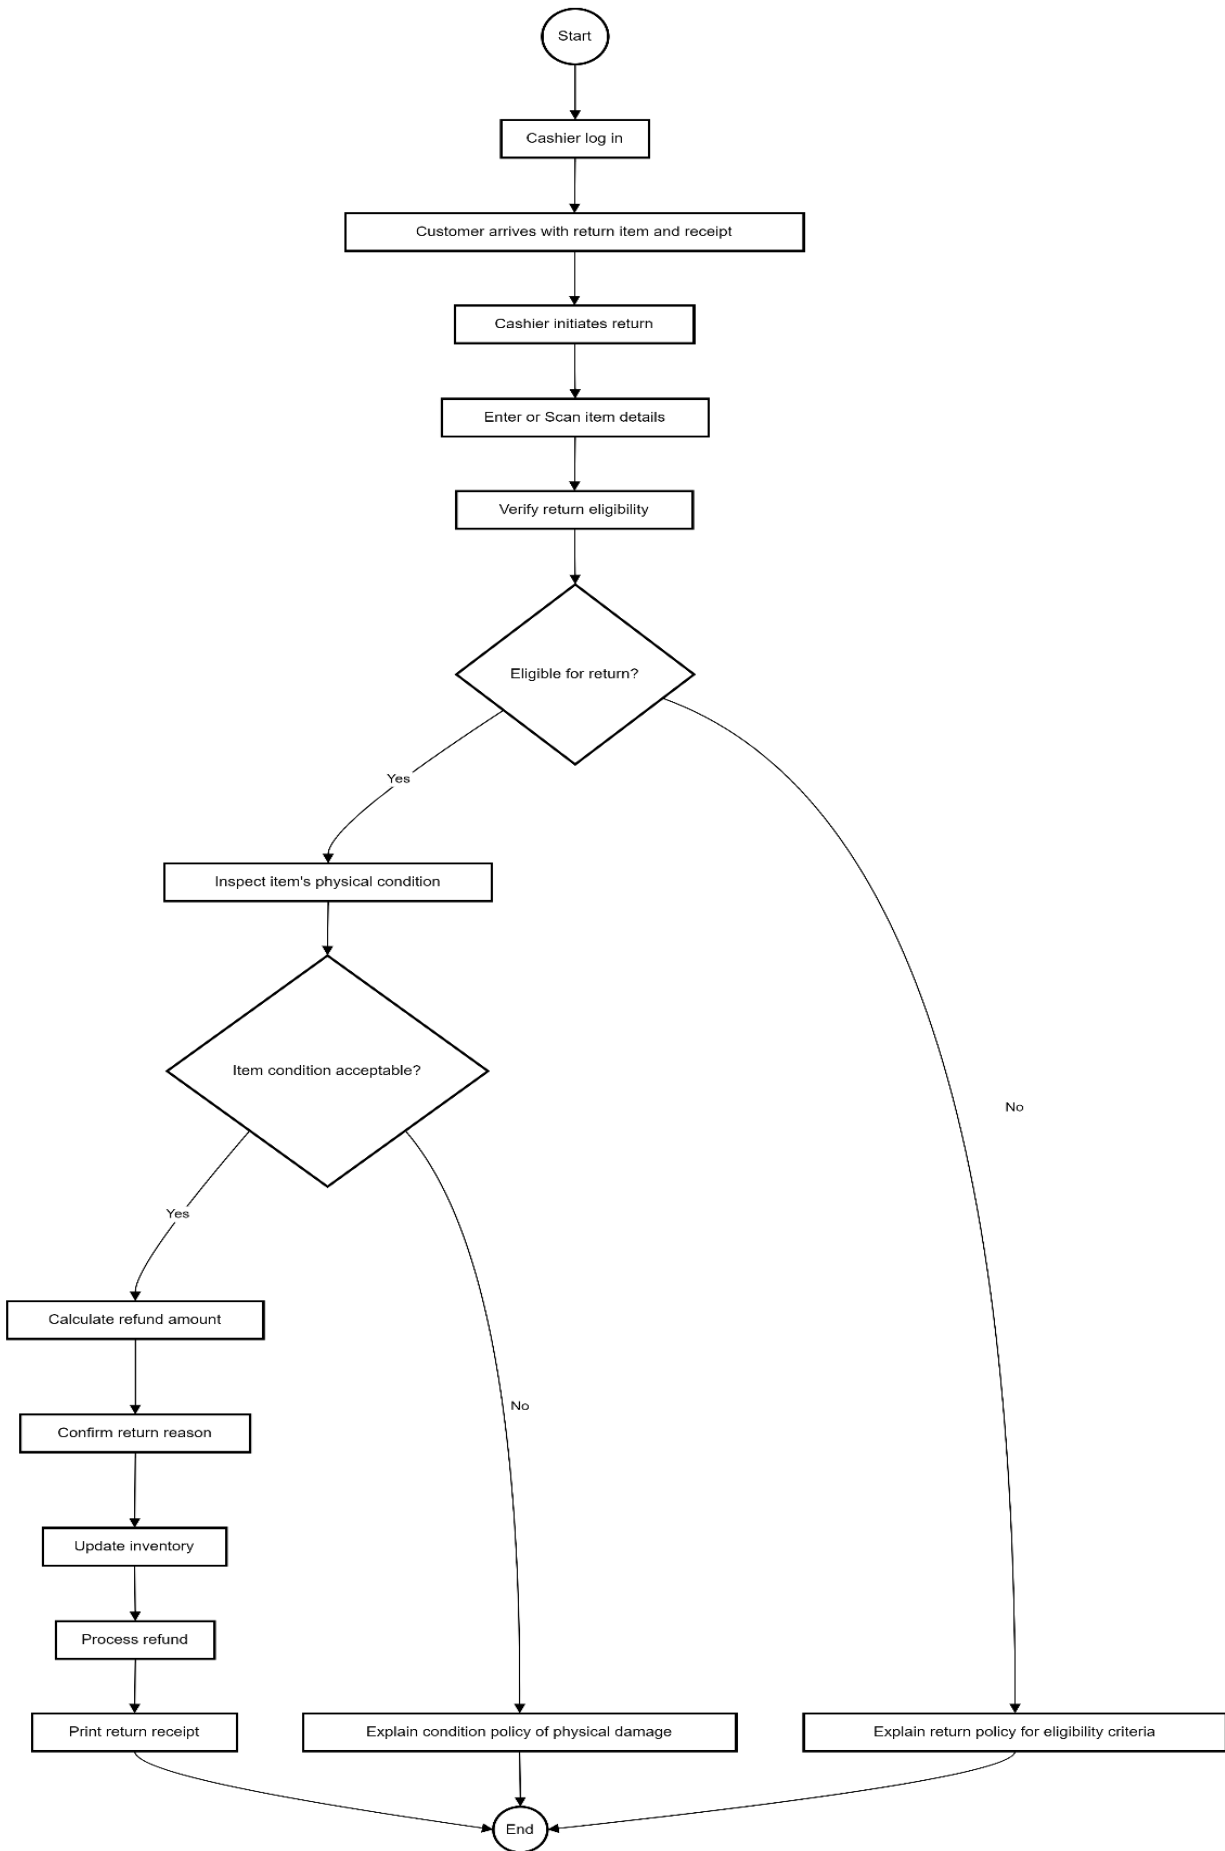 Start
Cashier log in
Customer arrives with return item and receipt
Cashier initiates return
Enter or Scan item details
Verify return eligibility
Eligible for return?
Yes
Inspect item's physical condition
Item condition acceptable?
No
Yes
Calculate refund amount
No
Confirm return reason
Update inventory
Process refund
Print return receipt
Explain condition policy of physical damage
Explain return policy for eligibility criteria
End